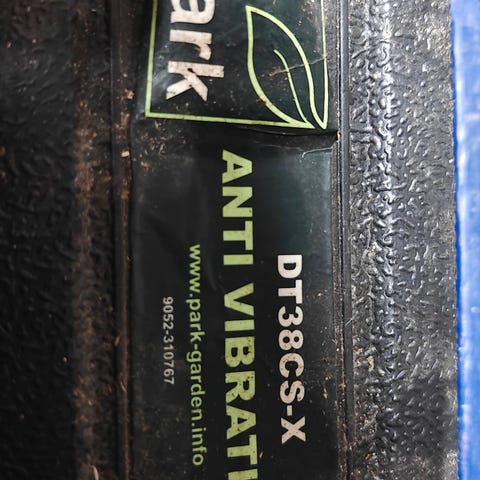 ark
DT38CS-X
ANTI VIBRATI
www.park-garden.info
9052-310767